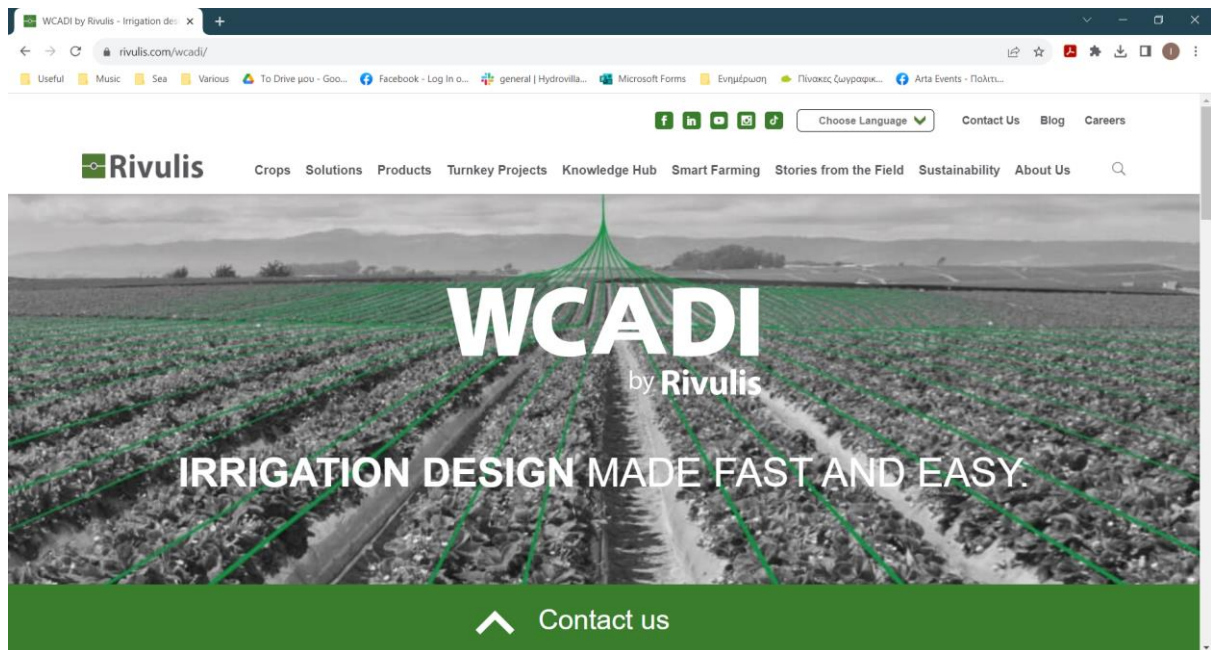 WCADI by Rivulis - Irrigation des
rivulis.com/wcadi/
Useful Music Sea Various To Drive μου - Goo... Facebook - Log In o... general | Hydrovilla... Microsoft Forms Ενημέρωση Πίνακες ζωγραφικ... Arta Events - Πολιτι...
Choose Language Contact Us Blog Careers
Rivulis Crops Solutions Products Turnkey Projects Knowledge Hub Smart Farming Stories from the Field Sustainability About Us
WCADI
by Rivulis
IRRIGATION DESIGN MADE FAST AND EASY.
Contact us